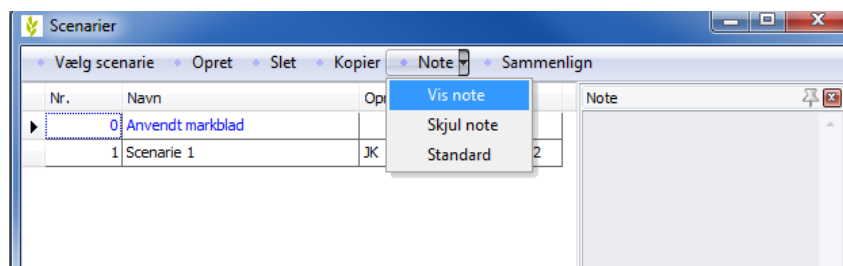 Scenarier
Vælg scenarie Opret Slet Kopier Note Sammenlign
Nr. Navn Vis note Note
0 Anvendt markblad
Skjul note
1 Scenarie 1 JK Standard 2